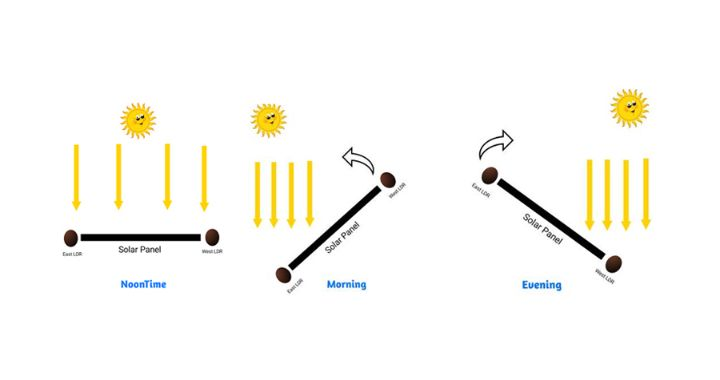 East LDR
Solar Panel
West LDR
NoonTime
East LDR
Solar Panel
West LDR
Morning
East LDR
Solar Panel
West LDR
Evening